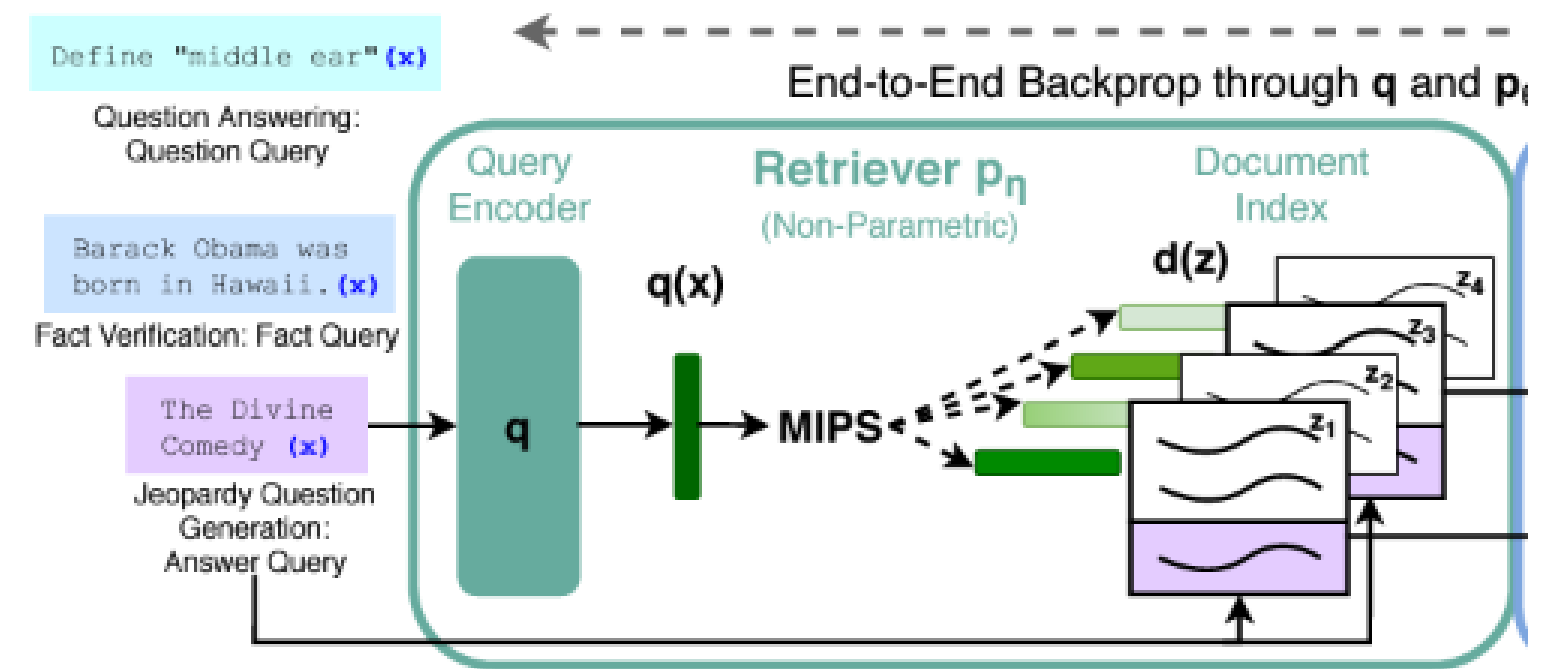 Define "middle ear"(x)
Question Answering:
Question Query
Barack Obama was
born in Hawaii.(x)
Fact Verification: Fact Query
The Divine
Comedy (x)
Jeopardy Question
Generation:
Answer Query
End-to-End Backprop through q and p
Query
Encoder
Retriever pη
(Non-Parametric)
Document
Index
q
q(x)
MIPS
d(z)
z4
z3
z2
z1